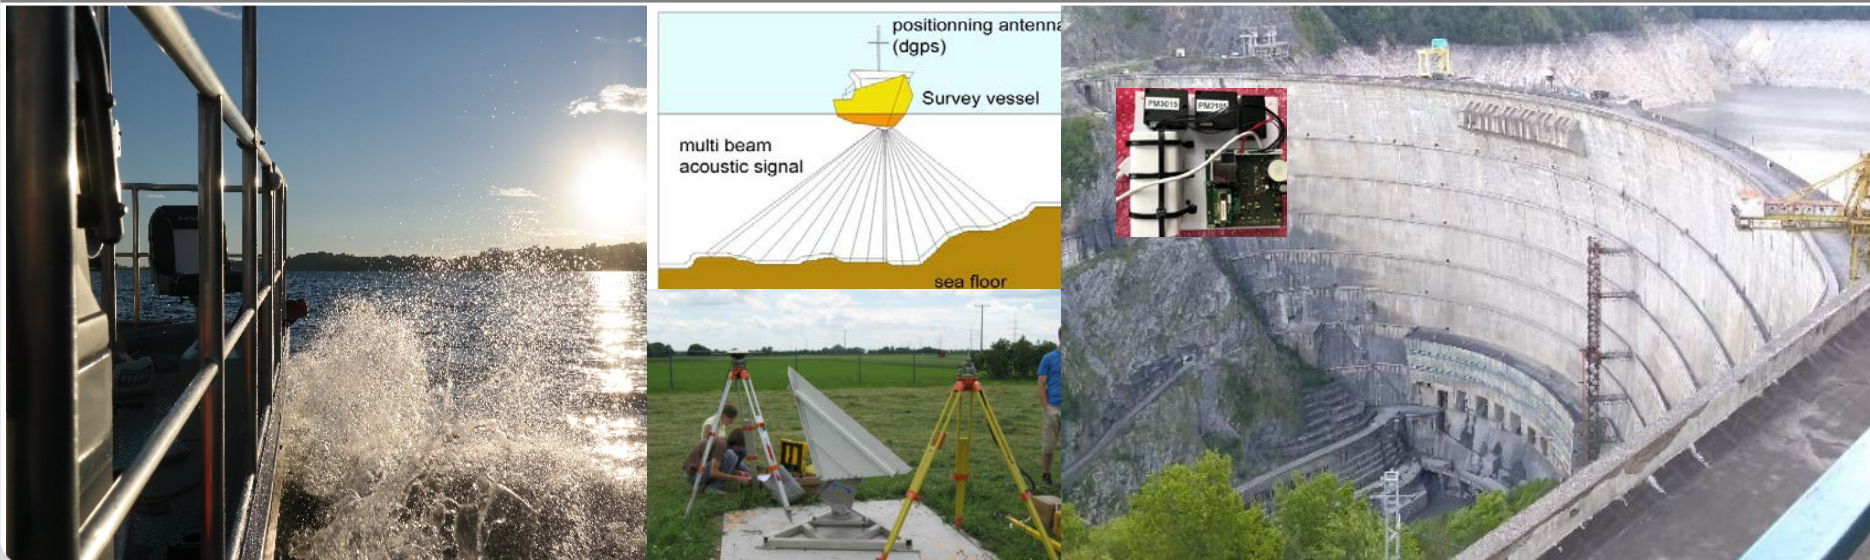 positionning antenna
(dgps)
Survey vessel
multi beam
acoustic signal
sea floor
PM3015
PM2105